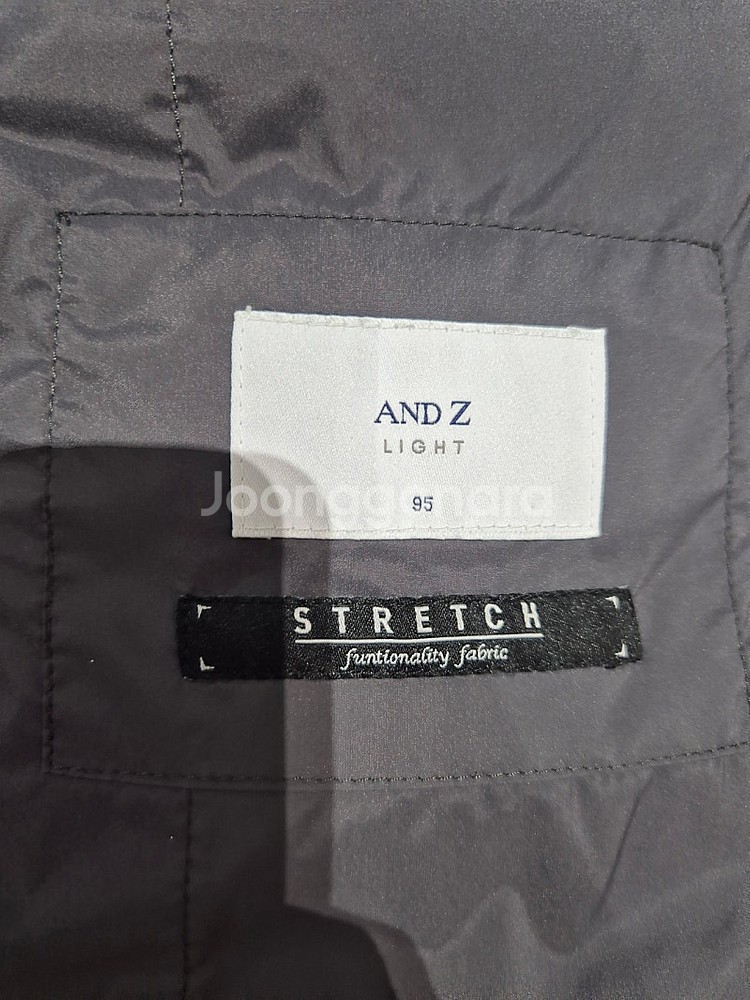 AND Z
LIGHT
95
Joonggonara
STRETCH
funtionality fabric